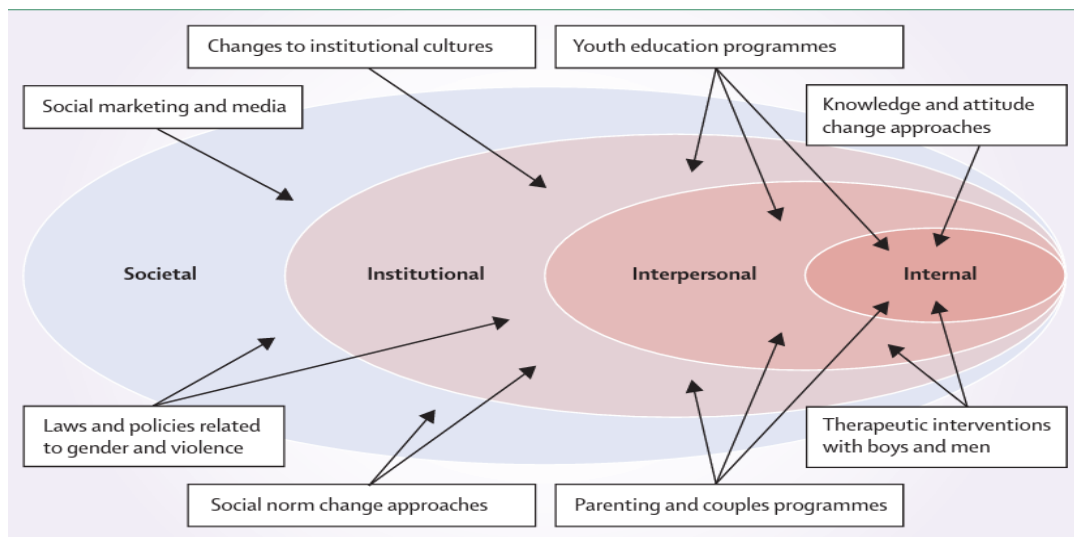 Changes to institutional cultures
Youth education programmes
Social marketing and media
Knowledge and attitude
change approaches
Societal
Institutional
Interpersonal
Internal
Laws and policies related
to gender and violence
Therapeutic interventions
with boys and men
Social norm change approaches
Parenting and couples programmes